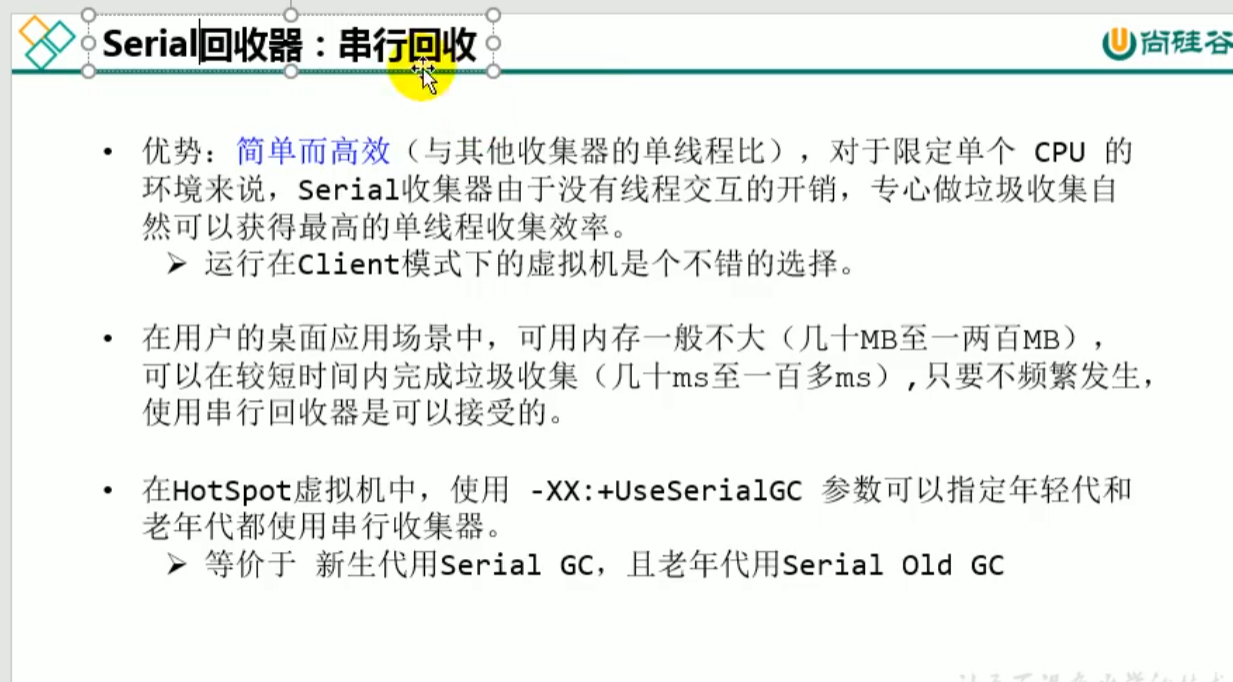 Serial回收器：串行回收
尚硅谷
• 优势：简单而高效（与其他收集器的单线程比），对于限定单个 CPU 的
环境来说，Serial收集器由于没有线程交互的开销，专心做垃圾收集自
然可以获得最高的单线程收集效率。
➢ 运行在Client模式下的虚拟机是个不错的选择。
• 在用户的桌面应用场景中，可用内存一般不大（几十MB至一两百MB），
可以在较短时间内完成垃圾收集（几十ms至一百多ms）,只要不频繁发生，
使用串行回收器是可以接受的。
• 在HotSpot虚拟机中，使用 -XX:+UseSerialGC 参数可以指定年轻代和
老年代都使用串行收集器。
➢ 等价于 新生代用Serial GC，且老年代用Serial Old GC